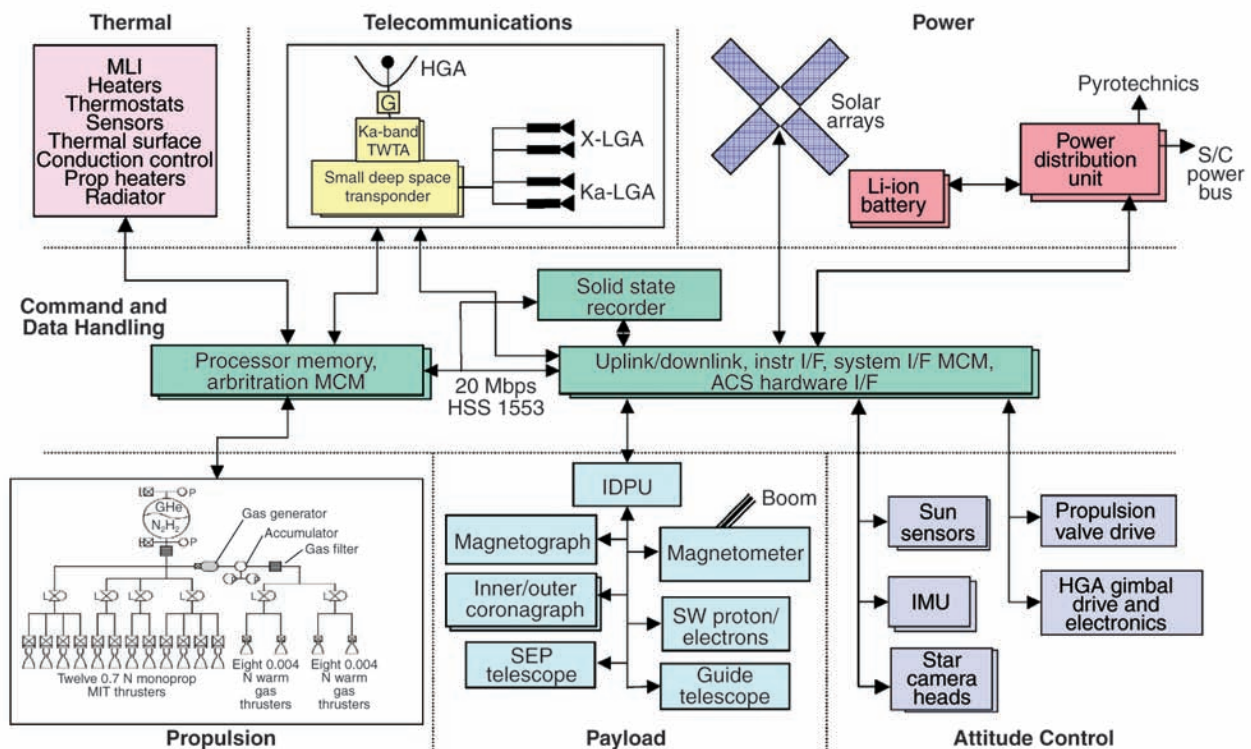 Thermal
Telecommunications
Power
MLI
Heaters
Thermostats
Sensors
Thermal surface
Conduction control
Prop heaters
Radiator
HGA
G
Ka-band
TWTA
Small deep space
transponder
X-LGA
Ka-LGA
Solar
arrays
Li-ion
battery
Pyrotechnics
Power
distribution
unit
S/C
power
bus
Command and
Data Handling
Solid state
recorder
Processor memory,
arbritration MCM
20 Mbps
HSS 1553
Uplink/downlink, instr I/F, system I/F MCM,
ACS hardware I/F
P
GHe
N2H2
P
Gas generator
Accumulator
Gas filter
P
P
L
L
L
L
L
L
Twelve 0.7 N monoprop
MIT thrusters
Eight 0.004
N warm
gas
thrusters
Eight 0.004
N warm
gas
thrusters
Propulsion
IDPU
Boom
Magnetograph
Magnetometer
Inner/outer
coronagraph
SW proton/
electrons
SEP
telescope
Guide
telescope
Payload
Sun
sensors
Propulsion
valve drive
IMU
HGA gimbal
drive and
electronics
Star
camera
heads
Attitude Control